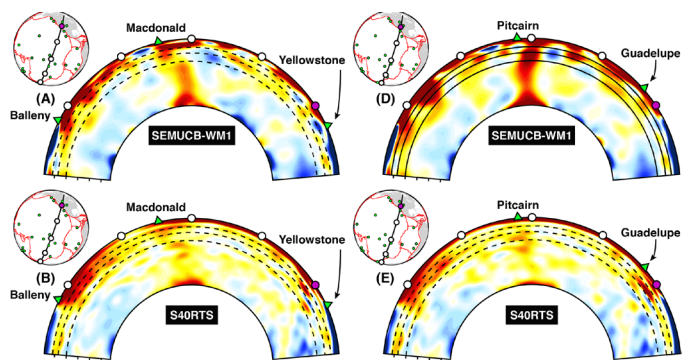 Macdonald
Yellowstone
(A)
Balleny
SEMUCB-WM1
Pitcairn
Guadelupe
(D)
SEMUCB-WM1
Macdonald
Yellowstone
(B)
Balleny
S40RTS
Pitcairn
Guadelupe
(E)
S40RTS